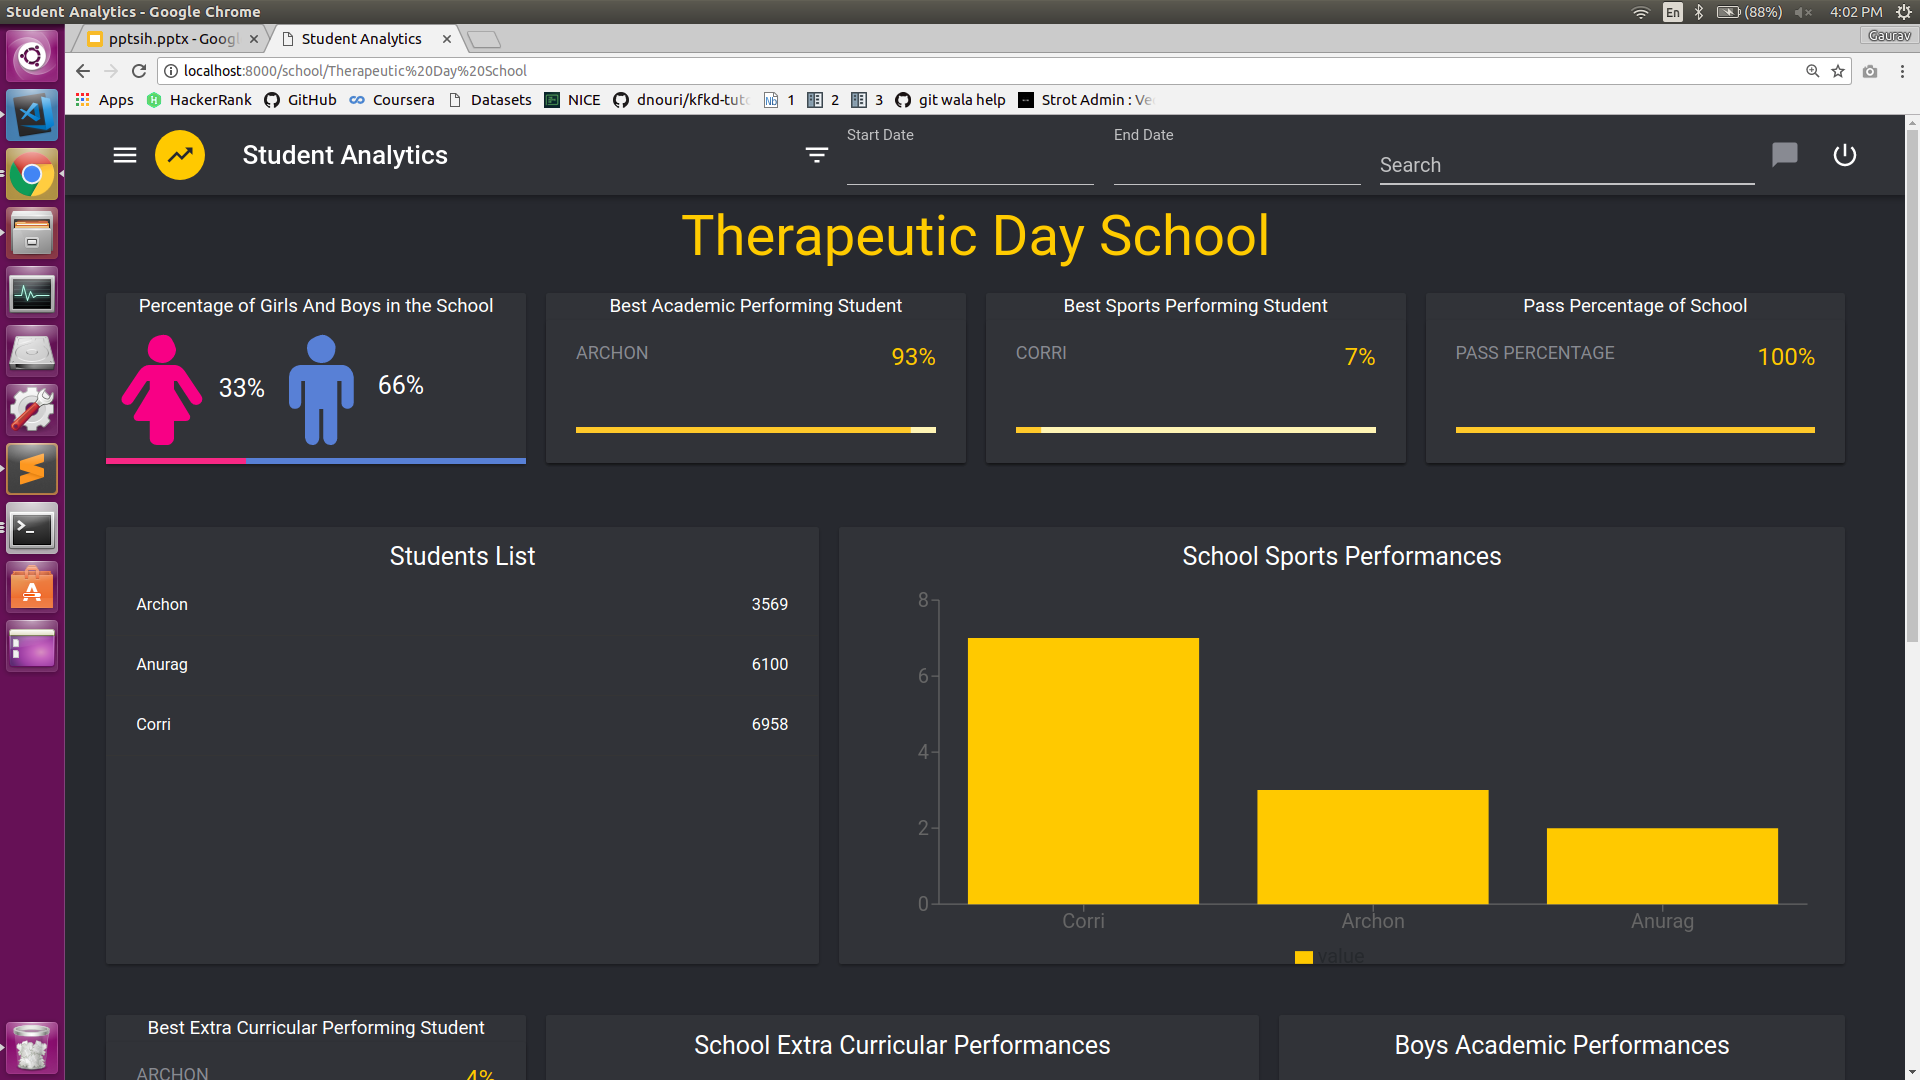 Student Analytics - Google Chrome
En (88%) 4:02 PM
pptsih.pptx - Googl
Student Analytics
Gaurav
localhost:8000/school/Therapeutic%20Day%20School
Apps HackerRank GitHub Coursera Datasets NICE dnouri/kfkd-tuto 1 2 3 git wala help Strot Admin : Ve
Student Analytics
Start Date
End Date
Search
Therapeutic Day School
Percentage of Girls And Boys in the School
33% 66%
Best Academic Performing Student
ARCHON 93%
Best Sports Performing Student
CORRI 7%
Pass Percentage of School
PASS PERCENTAGE 100%
Students List
Archon 3569
Anurag 6100
Corri 6958
School Sports Performances
8
6
4
2
0
Corri Archon Anurag
value
Best Extra Curricular Performing Student
ARCHON 4%
School Extra Curricular Performances
Boys Academic Performances